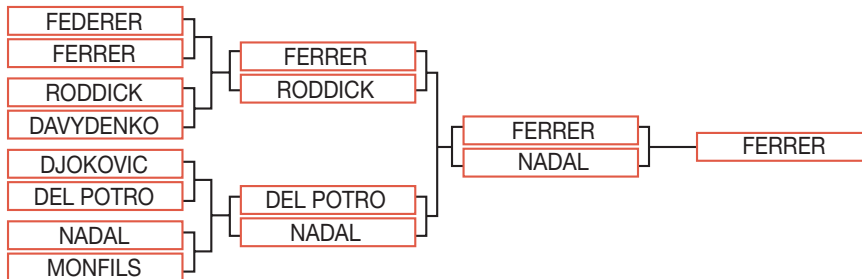 FEDERER
FERRER
RODDICK
DAVYDENKO
DJOKOVIC
DEL POTRO
NADAL
MONFILS
FERRER
RODDICK
DEL POTRO
NADAL
FERRER
NADAL
FERRER